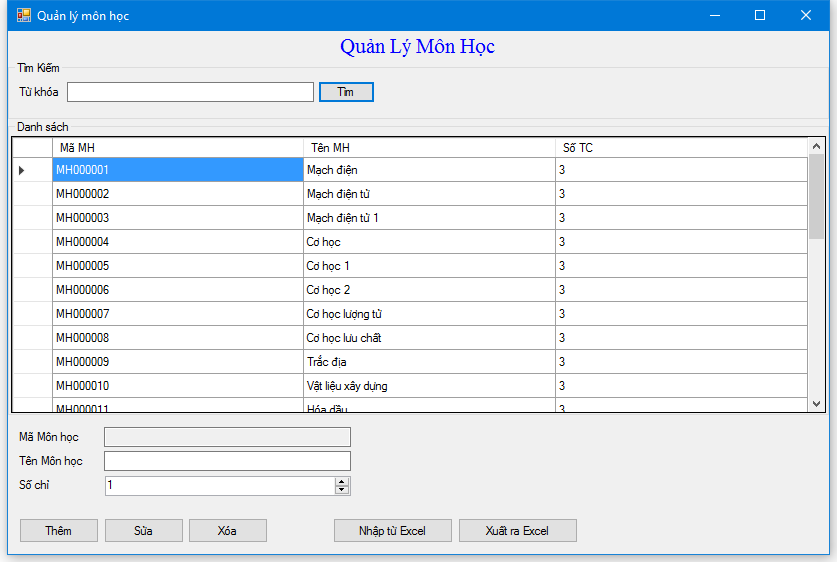 Quản lý môn học
Quản Lý Môn Học
Tìm Kiếm
Từ khóa Tìm
Danh sách
Mã MH Tên MH Số TC
MH000001 Mạch điện 3
MH000002 Mạch điện tử 3
MH000003 Mạch điện tử 1 3
MH000004 Cơ học 3
MH000005 Cơ học 1 3
MH000006 Cơ học 2 3
MH000007 Cơ học lượng tử 3
MH000008 Cơ học lưu chất 3
MH000009 Trắc địa 3
MH000010 Vật liệu xây dựng 3
MH000011 Hóa dầu 3
Mã Môn học
Tên Môn học
Số chỉ 1
Thêm Sửa Xóa Nhập từ Excel Xuất ra Excel